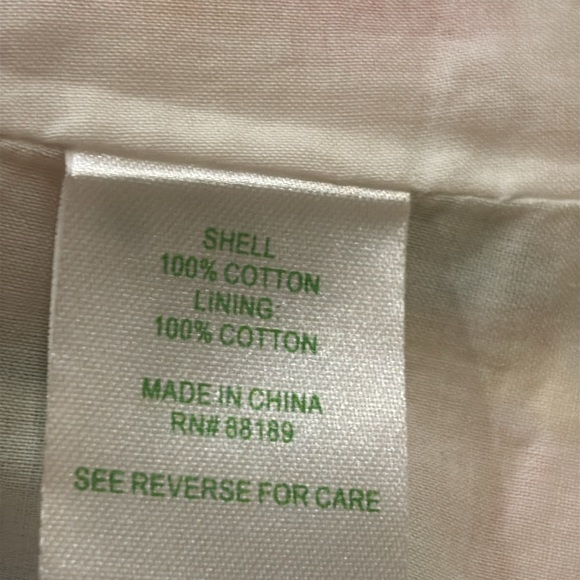 SHELL
100% COTTON
LINING:
100% COTTON
MADE IN CHINA
RN# 88189
SEE REVERSE FOR CARE